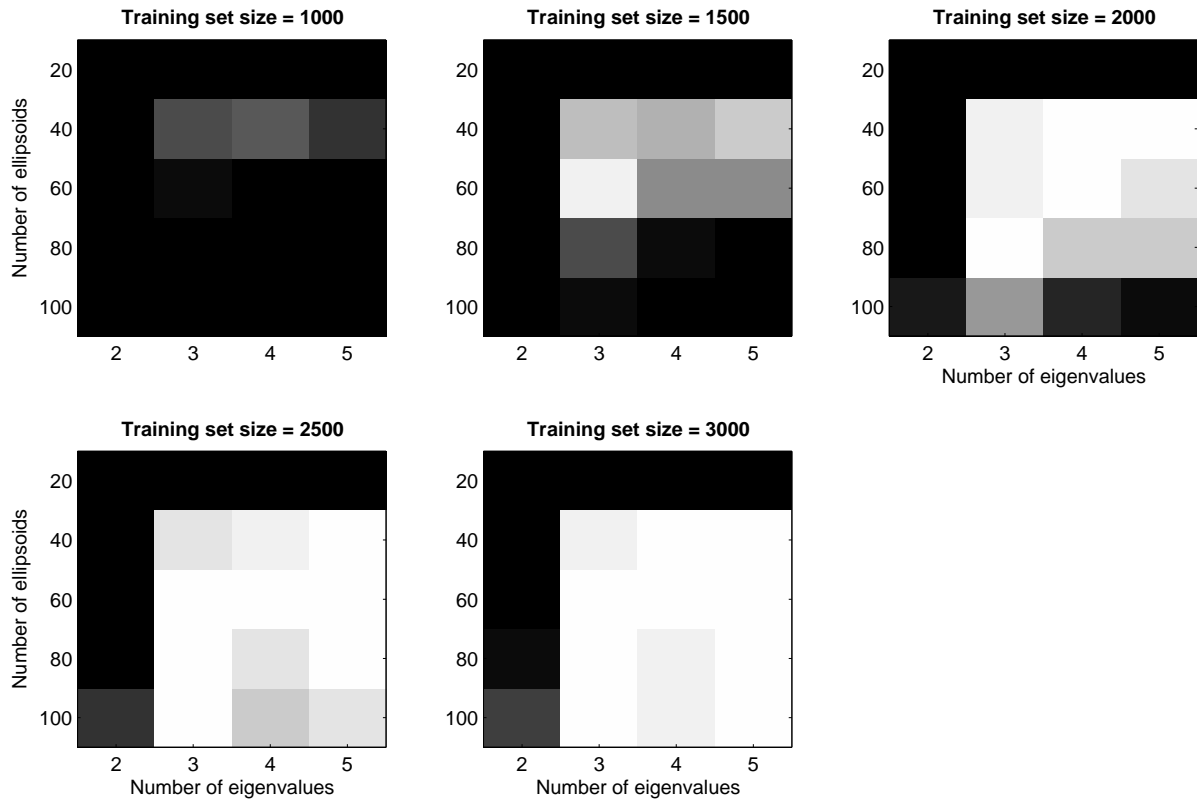 Training set size = 1000
Number of ellipsoids
20
40
60
80
100
2 3 4 5
Training set size = 1500
20
40
60
80
100
2 3 4 5
Training set size = 2000
20
40
60
80
100
2 3 4 5
Number of eigenvalues
Training set size = 2500
Number of ellipsoids
20
40
60
80
100
2 3 4 5
Number of eigenvalues
Training set size = 3000
20
40
60
80
100
2 3 4 5
Number of eigenvalues